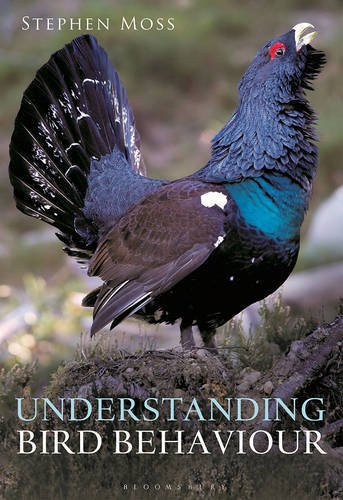 STEPHEN MOSS
UNDERSTANDING
BIRD BEHAVIOUR
BLOOMSBURY